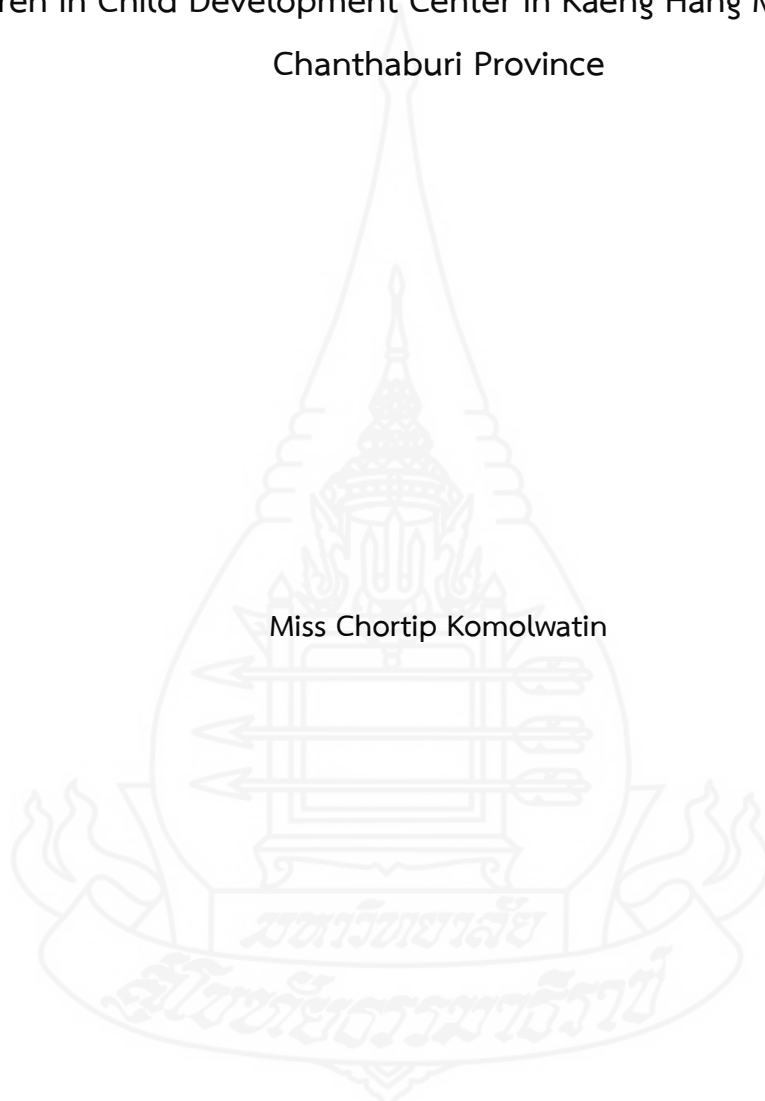 ren in Child Development Center in Kaeng Hang
Chanthaburi Province
Miss Chortip Komolwatin
มหาวิทยาลัย
สุโขทัยธรรมาธิราช